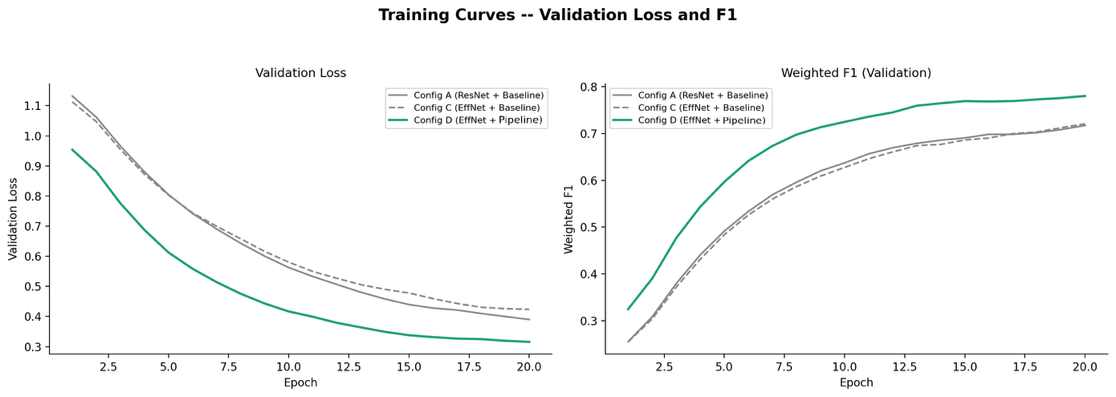 Training Curves -- Validation Loss and F1
Validation Loss
Validation Loss
1.1
1.0
0.9
0.8
0.7
0.6
0.5
0.4
0.3
Config A (ResNet + Baseline)
Config C (EffNet + Baseline)
Config D (EffNet + Pipeline)
2.5 5.0 7.5 10.0 12.5 15.0 17.5 20.0
Epoch
Weighted F1 (Validation)
Weighted F1
0.8
0.7
0.6
0.5
0.4
0.3
Config A (ResNet + Baseline)
Config C (EffNet + Baseline)
Config D (EffNet + Pipeline)
2.5 5.0 7.5 10.0 12.5 15.0 17.5 20.0
Epoch